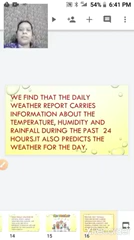 54% 6:41 PM
WE FIND THAT THE DAILY
WEATHER REPORT CARRIES
INFORMATION ABOUT THE
TEMPERATURE, HUMIDITY AND
RAINFALL DURING THE PAST 24
HOURS.IT ALSO PREDICTS THE
WEATHER FOR THE DAY.
14
15
16